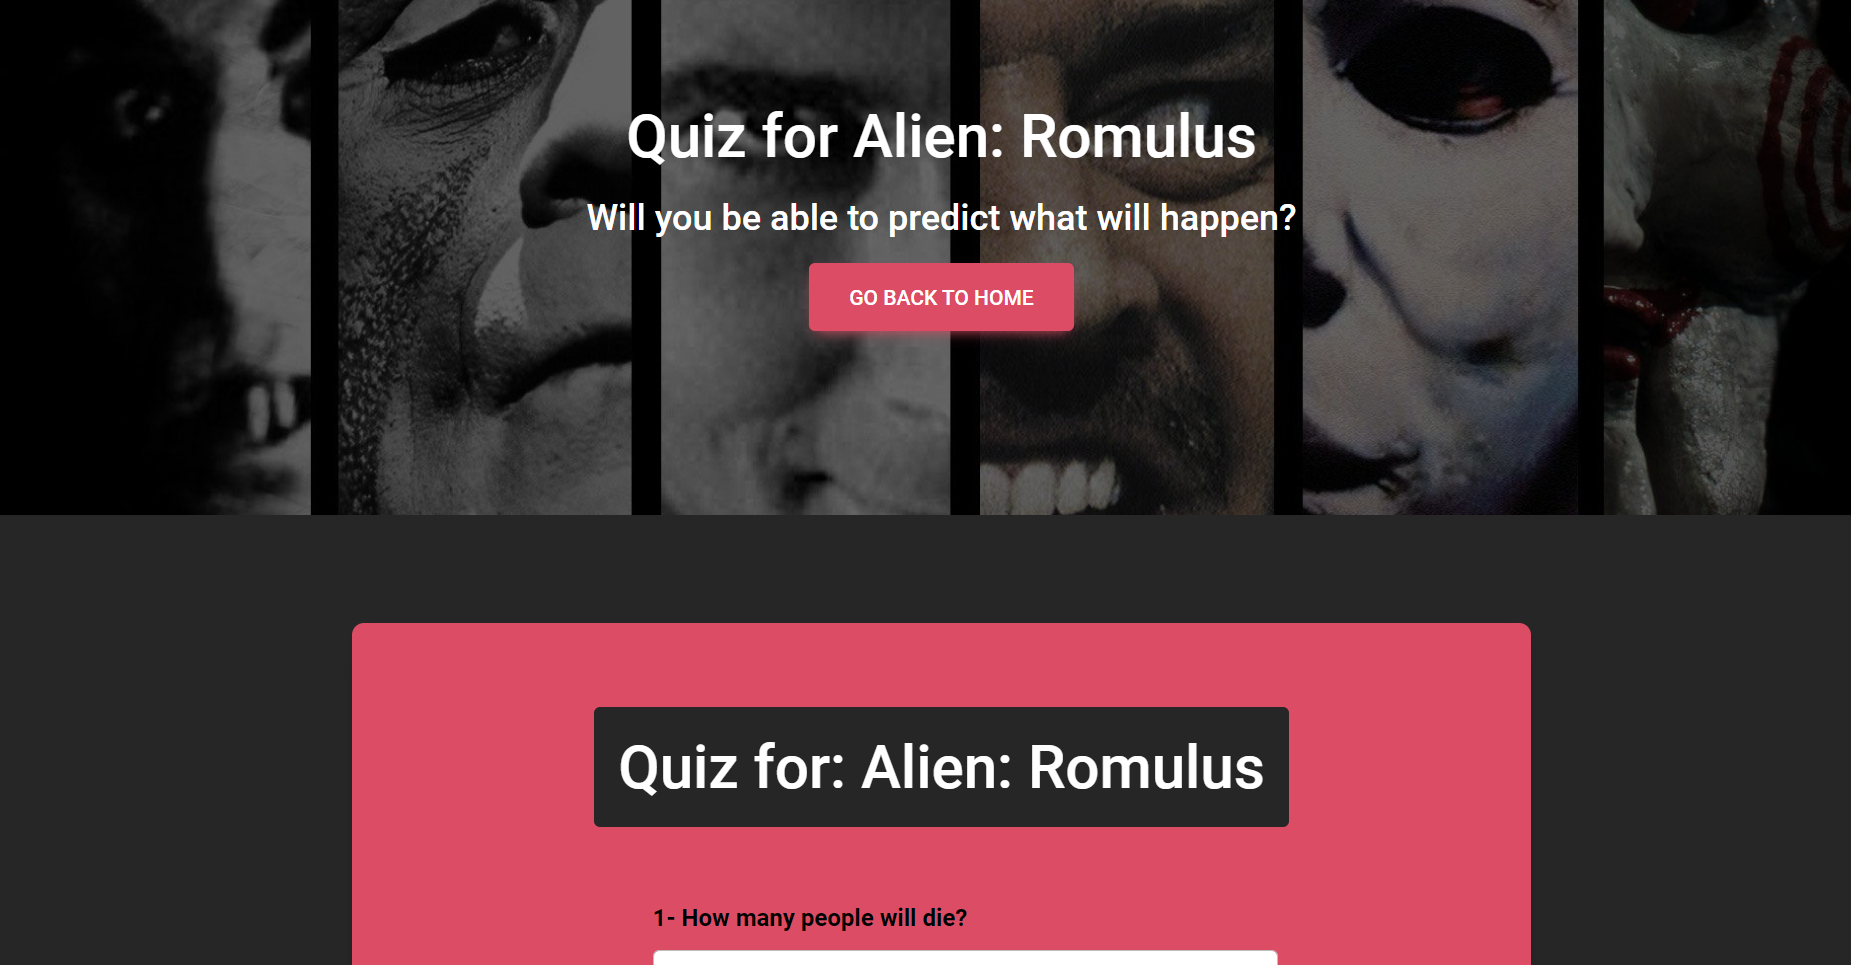 Quiz for Alien: Romulus
Will you be able to predict what will happen?
GO BACK TO HOME
Quiz for: Alien: Romulus
1- How many people will die?